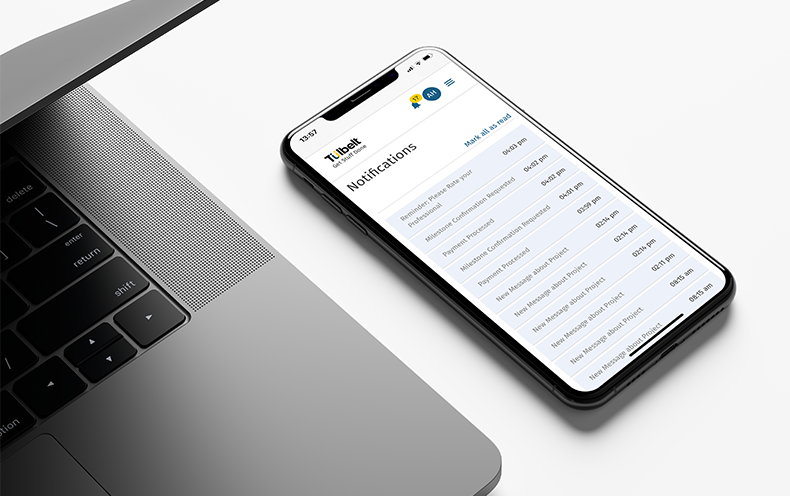 13:57
17
AH
Tulbelt
Get Stuff Done
Notifications
Mark all as read
Reminder: Please Rate your
Professional
04:03 pm
Milestone Confirmation Requested
04:02 pm
Payment Processed
04:02 pm
Milestone Confirmation Requested
04:01 pm
Payment Processed
03:59 pm
New Message about Project
02:14 pm
New Message about Project
02:14 pm
New Message about Project
02:14 pm
New Message about Project
02:11 pm
New Message about Project
08:15 am
08:15 am
delete
enter
return
shift
option